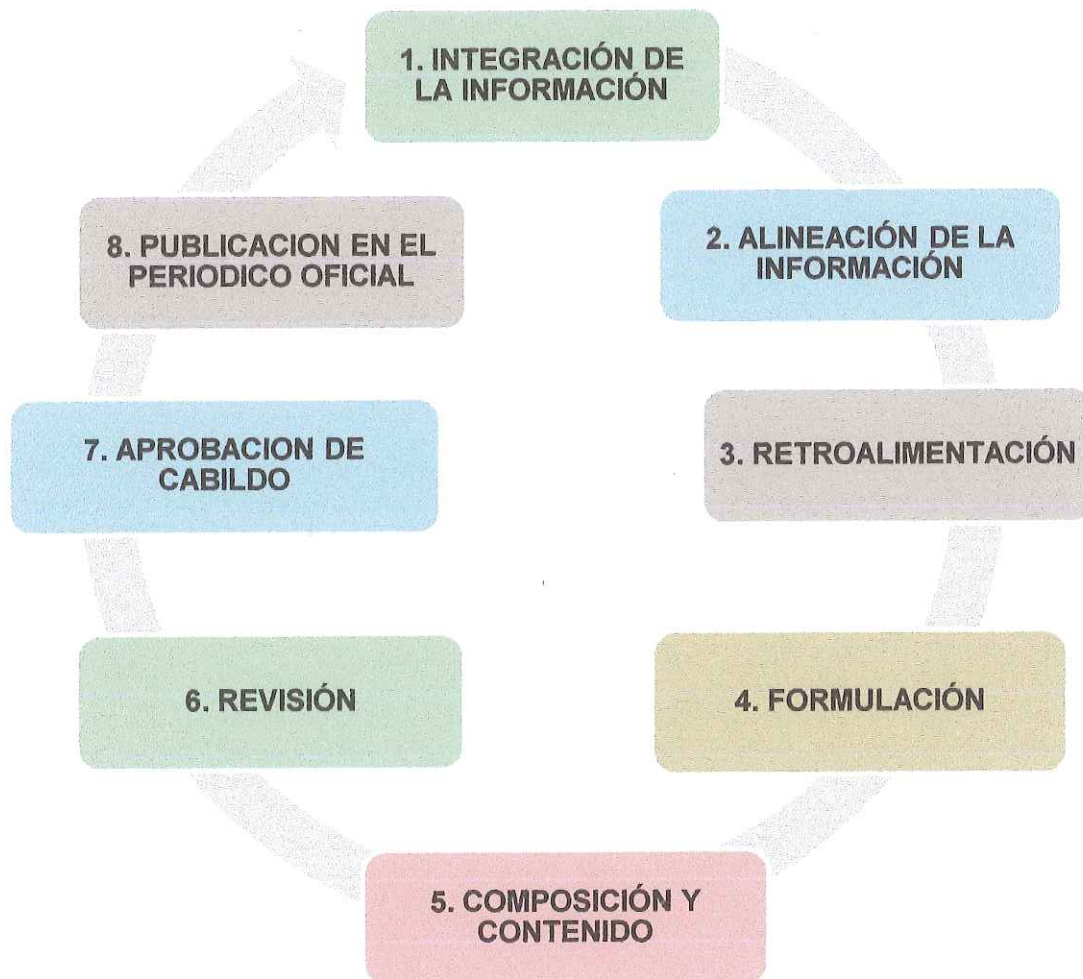 1. INTEGRACIÓN DE
LA INFORMACIÓN
2. ALINEACIÓN DE LA
INFORMACIÓN
3. RETROALIMENTACIÓN
4. FORMULACIÓN
5. COMPOSICIÓN Y
CONTENIDO
6. REVISIÓN
7. APROBACION DE
CABILDO
8. PUBLICACION EN EL
PERIODICO OFICIAL